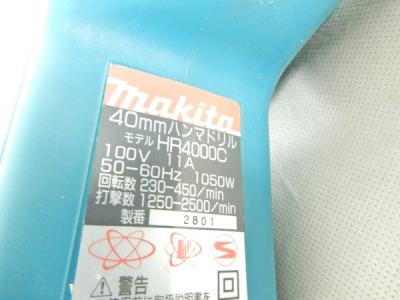 makita
40mmハンマドリル
モデル HR4000C
100V 11A
50-60Hz 1050W
回転数 230-450/min
打撃数 1250-2500/min
製番 2801
警告